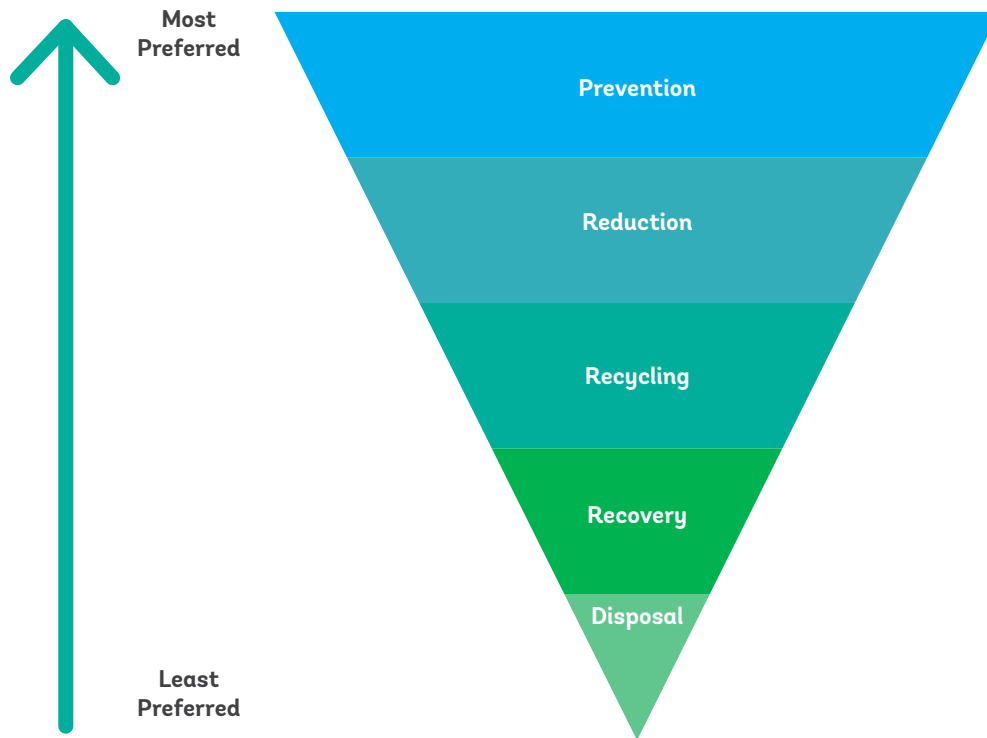 Most
Preferred
Prevention
Reduction
Recycling
Recovery
Disposal
Least
Preferred